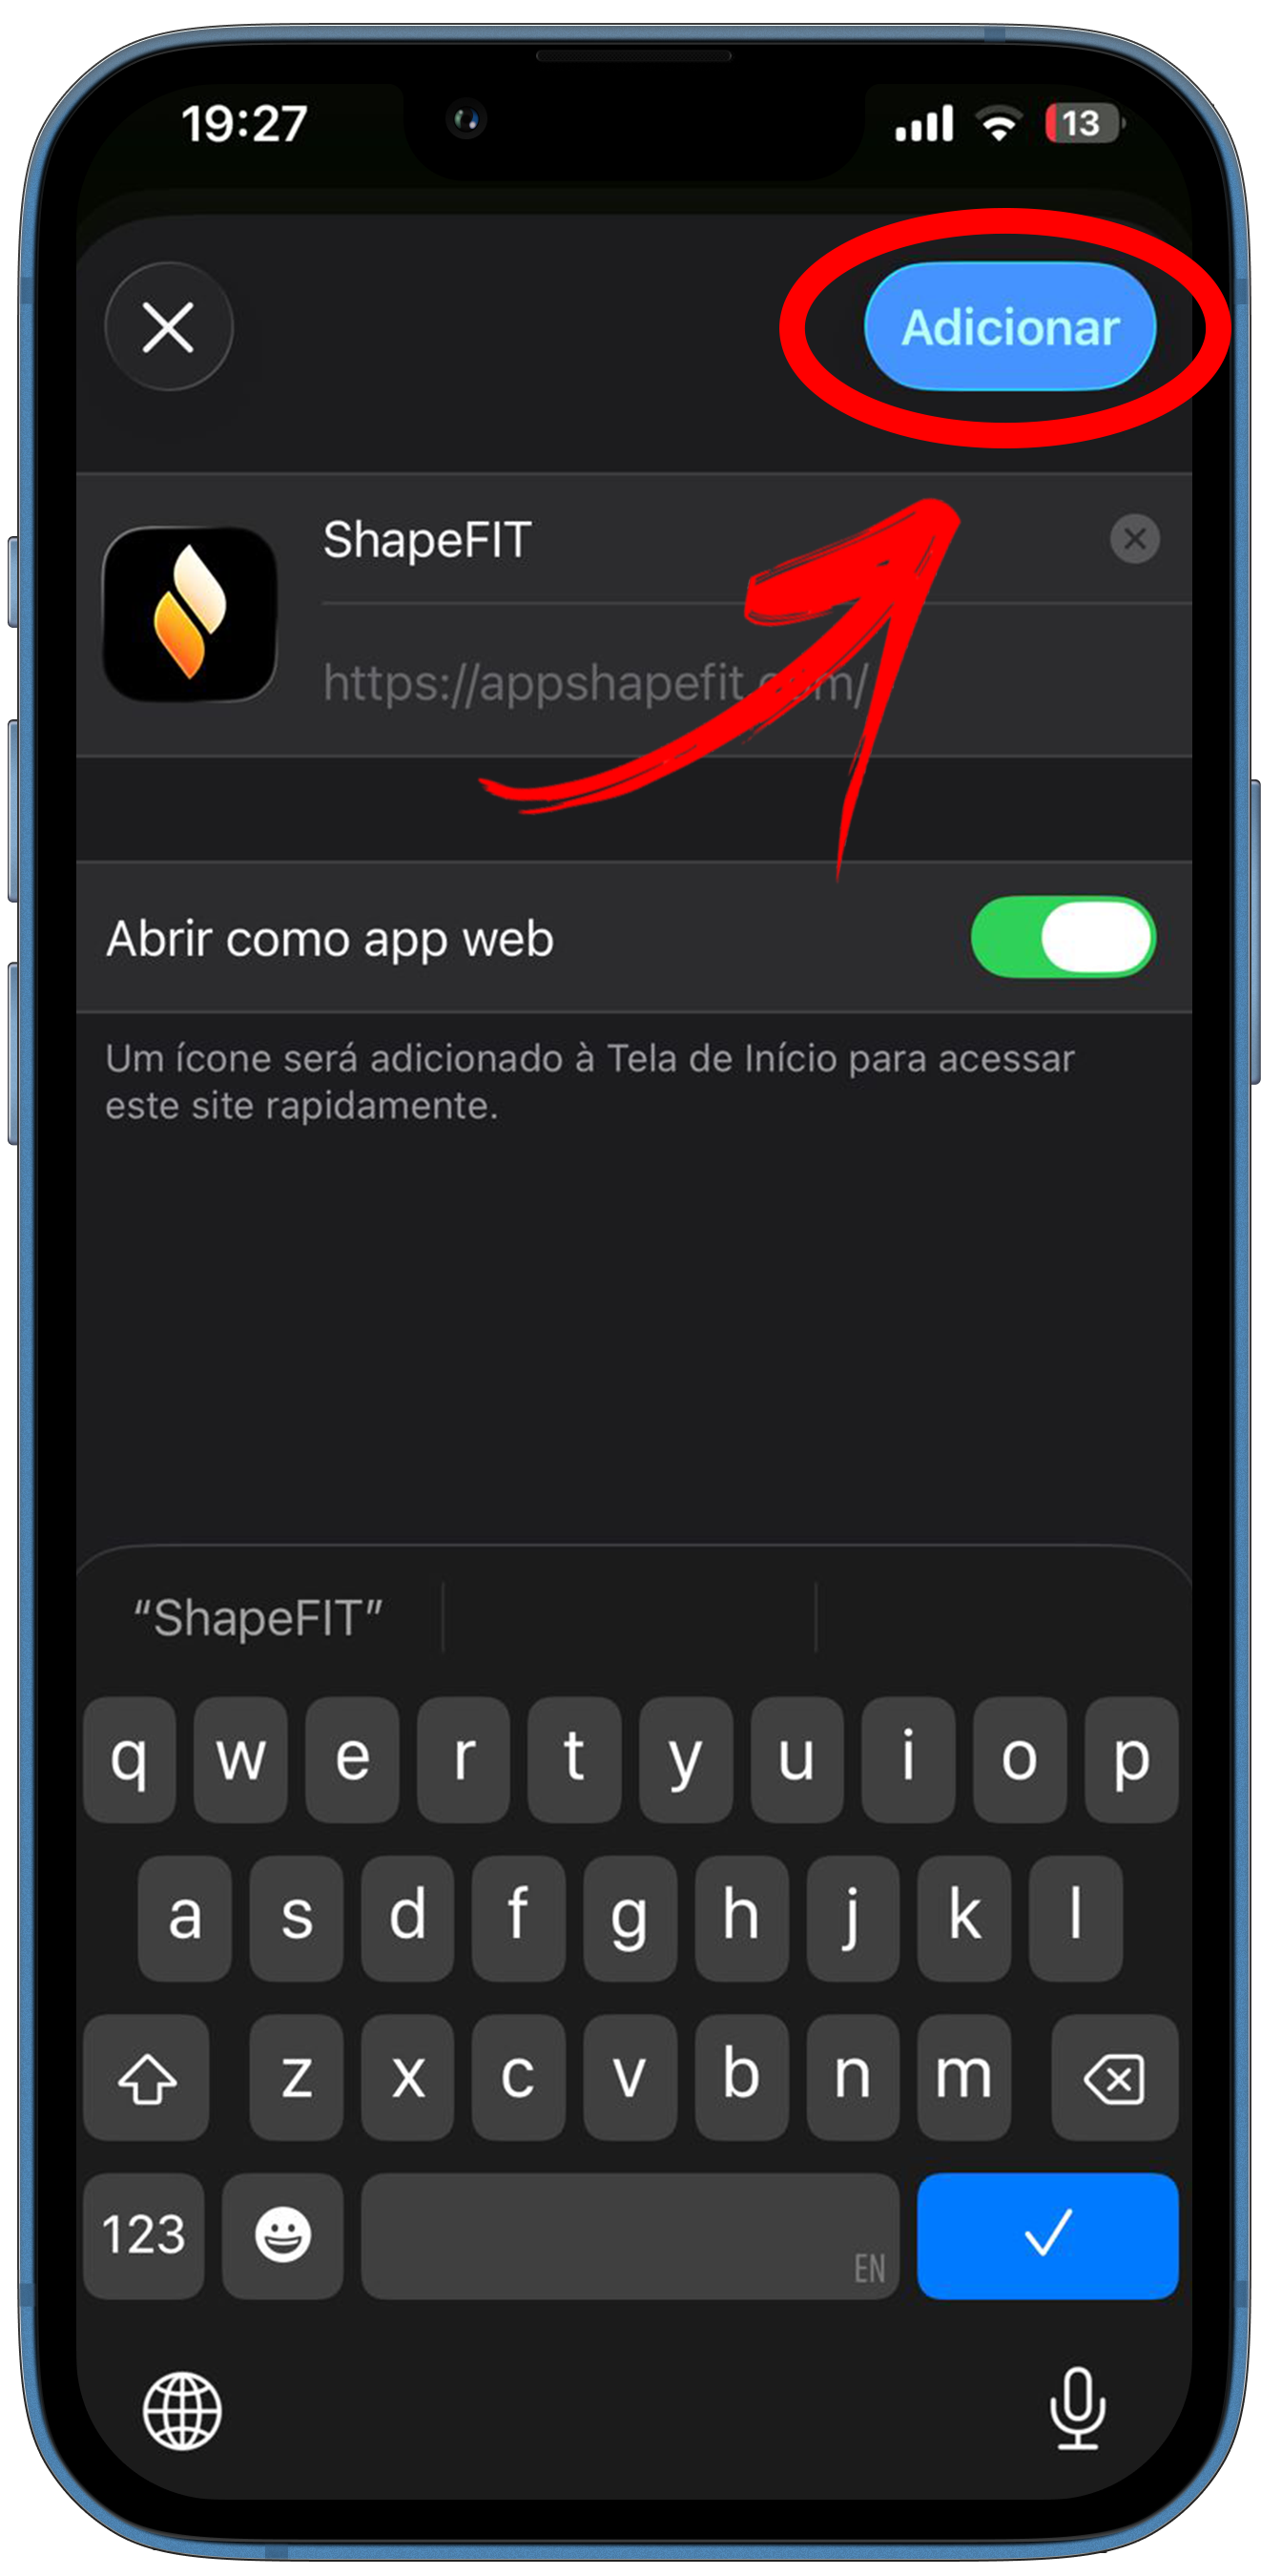 19:27
13
Adicionar
ShapeFIT
https://appshapefit.com/
Abrir como app web
Um ícone será adicionado à Tela de Início para acessar
este site rapidamente.
“ShapeFIT”
q w e r t y u i o p
a s d f g h j k l
z x c v b n m
123
EN